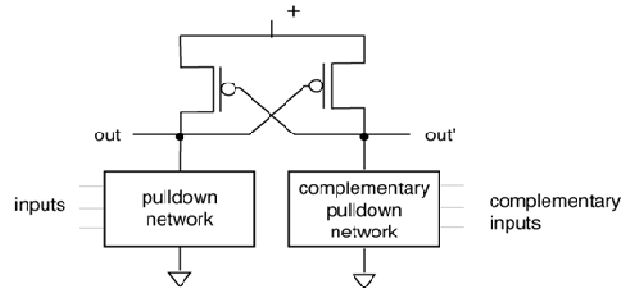 +
out
out'
inputs
pulldown
network
complementary
pulldown
network
complementary
inputs